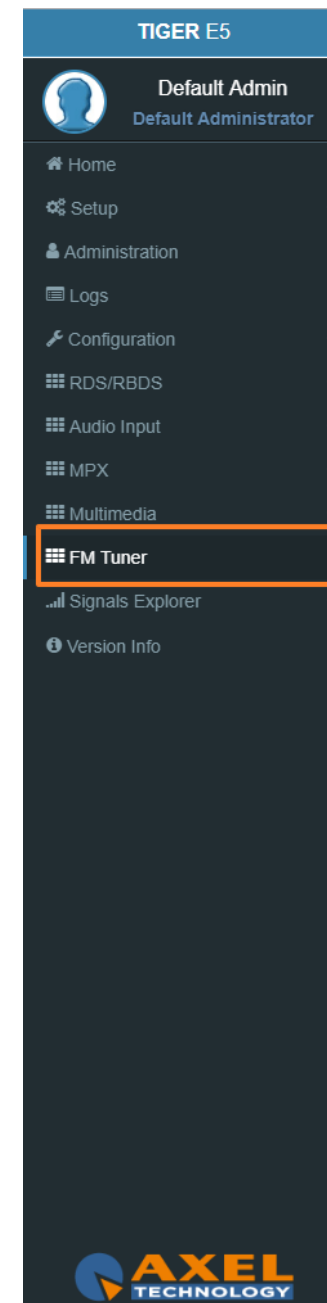 TIGER E5
Default Admin
Default Administrator
Home
Setup
Administration
Logs
Configuration
RDS/RBDS
Audio Input
MPX
Multimedia
FM Tuner
Signals Explorer
Version Info
AXEL
TECHNOLOGY